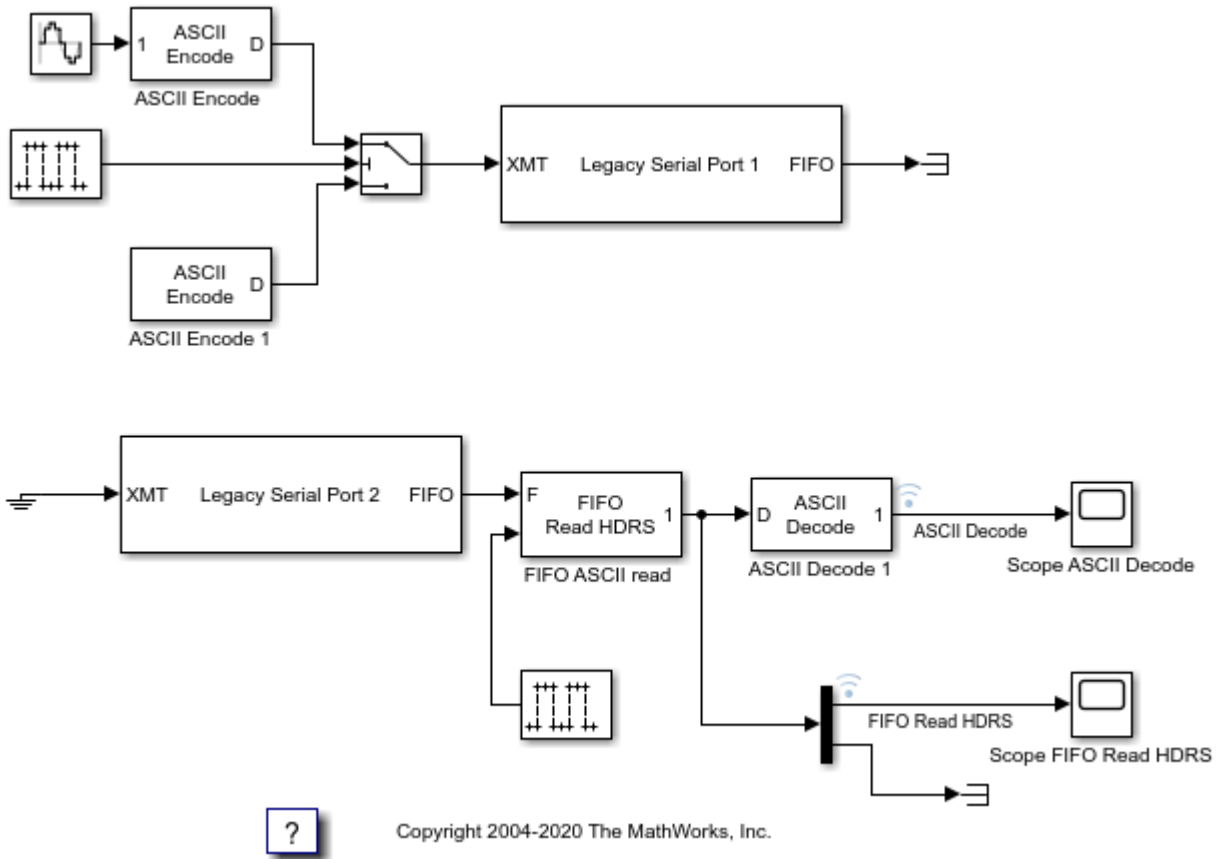 ASCII
1 Encode D
ASCII Encode
XMT Legacy Serial Port 1 FIFO
ASCII
Encode D
ASCII Encode 1
XMT Legacy Serial Port 2 FIFO
F FIFO
Read HDRS 1
FIFO ASCII read
D ASCII
Decode 1
ASCII Decode 1
ASCII Decode
Scope ASCII Decode
FIFO Read HDRS
Scope FIFO Read HDRS
?
Copyright 2004-2020 The MathWorks, Inc.